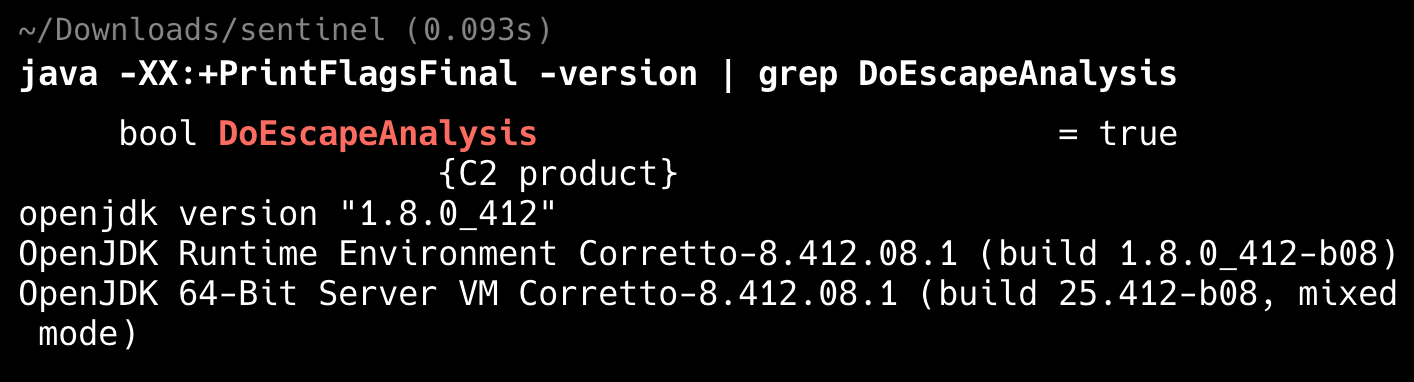 ~/Downloads/sentinel (0.093s)
java -XX:+PrintFlagsFinal -version | grep DoEscapeAnalysis
bool DoEscapeAnalysis = true
{C2 product}
openjdk version "1.8.0_412"
OpenJDK Runtime Environment Corretto-8.412.08.1 (build 1.8.0_412-b08)
OpenJDK 64-Bit Server VM Corretto-8.412.08.1 (build 25.412-b08, mixed
mode)